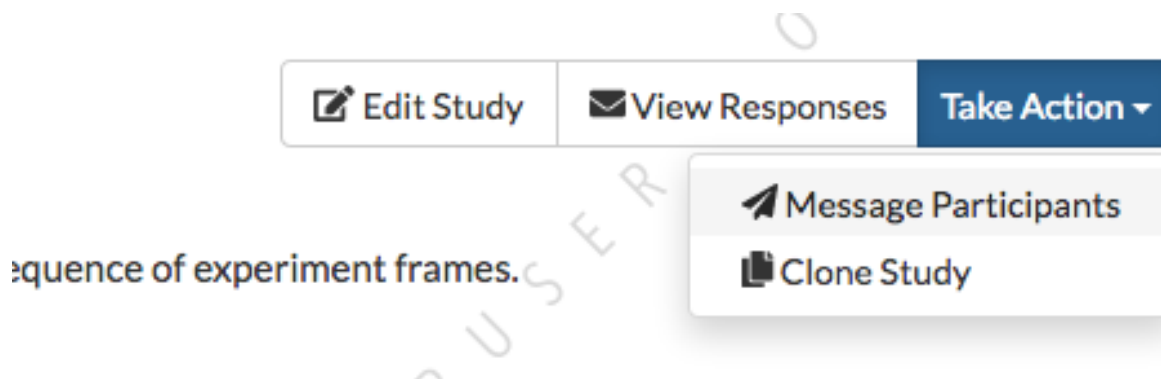 Edit Study View Responses Take Action
Message Participants
equence of experiment frames.
Clone Study